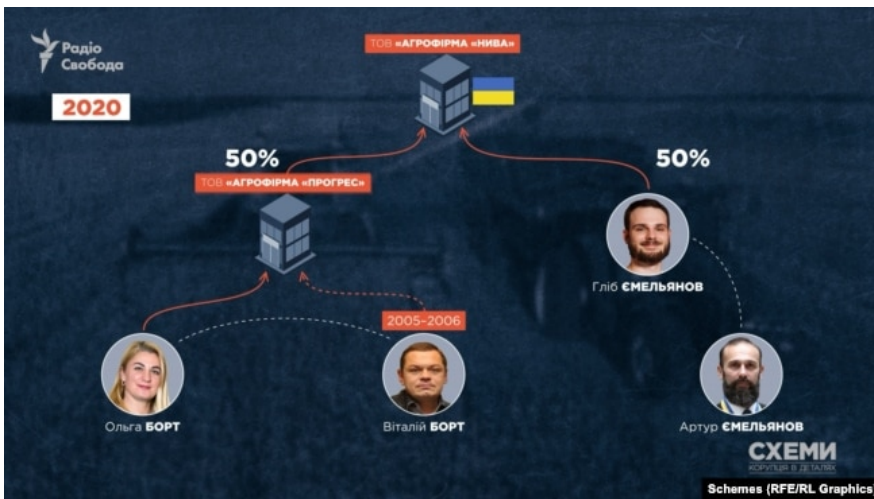 Радіо
Свобода
ТОВ «АГРОФІРМА «НИВА»
2020
50%
50%
ТОВ «АГРОФІРМА «ПРОГРЕС»
Гліб ЄМЕЛЬЯНОВ
2005–2006
Ольга БОРТ
Віталій БОРТ
Артур ЄМЕЛЬЯНОВ
СХЕМИ
КОРУПЦІЯ В ДЕТАЛЯХ
Schemes (RFE/RL Graphics